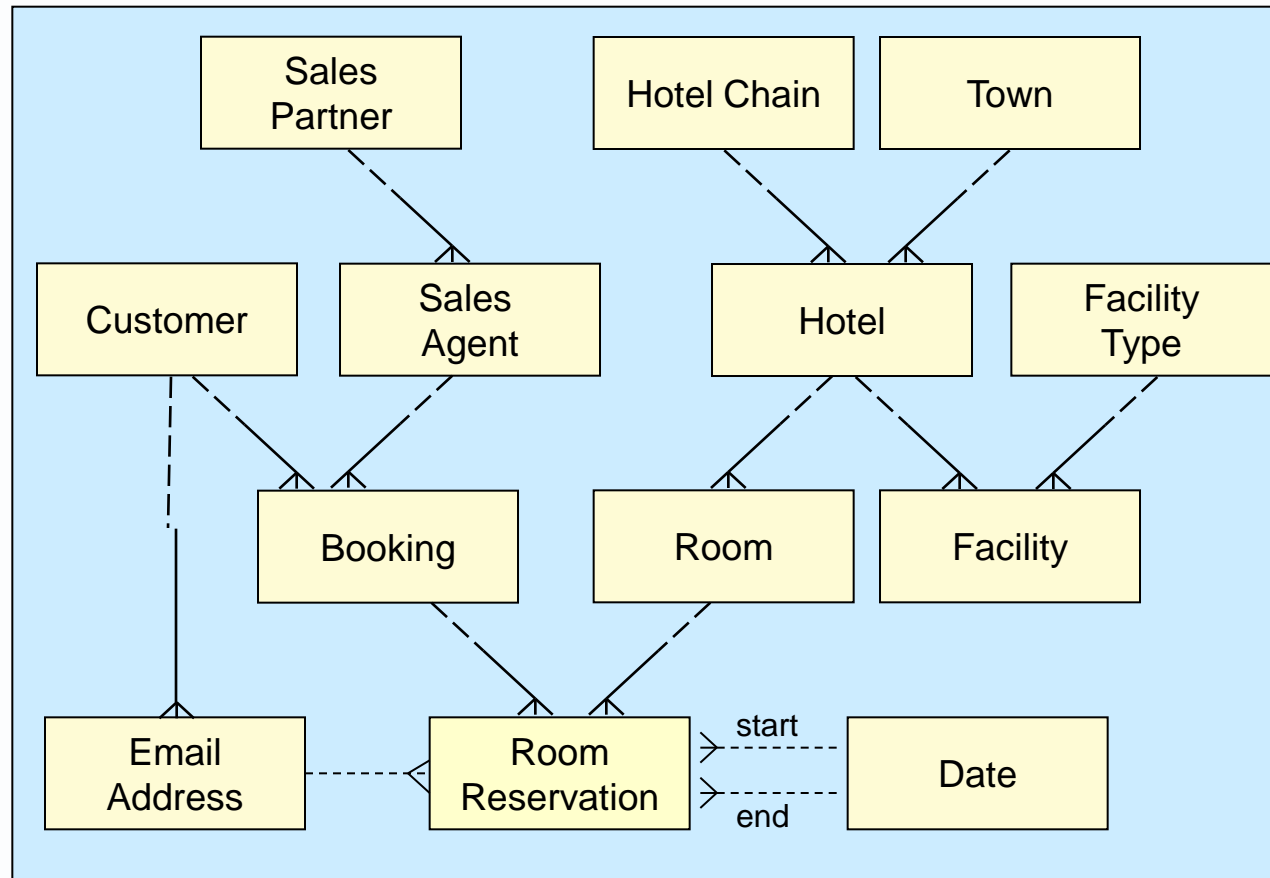 Sales
Partner
Hotel Chain
Town
Customer
Sales
Agent
Hotel
Facility
Type
Booking
Room
Facility
Email
Address
Room
Reservation
start
end
Date